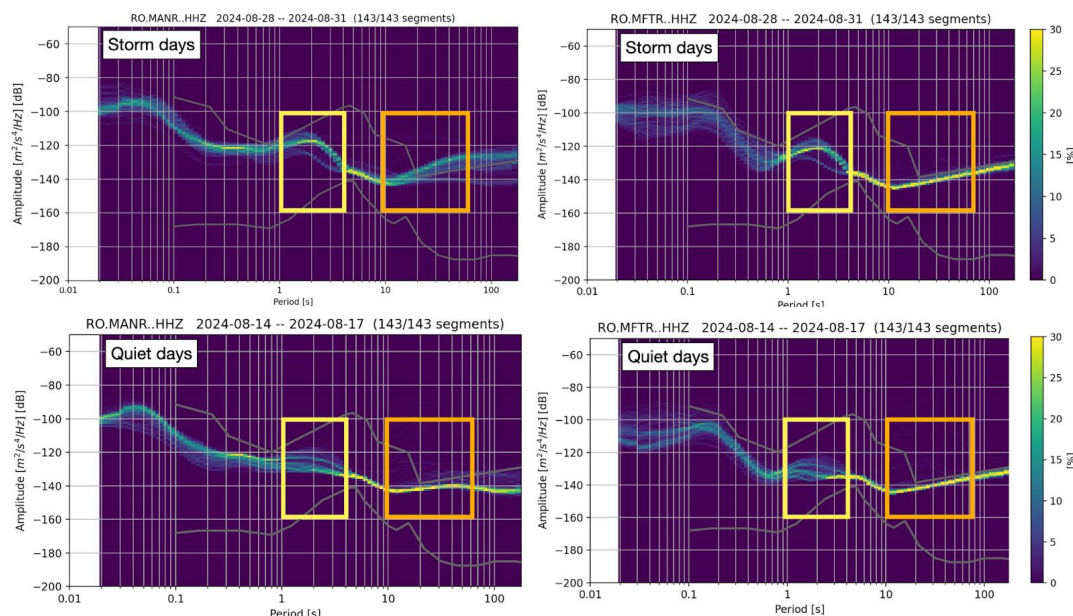 RO.MANR..HHZ 2024-08-28 -- 2024-08-31 (143/143 segments)
Storm days
Amplitude [m²/s⁴/Hz] [dB]
−60
−80
−100
−120
−140
−160
−180
−200
0.01 0.1 1 10 100
Period [s]
RO.MFTR..HHZ 2024-08-28 -- 2024-08-31 (143/143 segments)
Storm days
Amplitude [m²/s⁴/Hz] [dB]
−60
−80
−100
−120
−140
−160
−180
−200
0.01 0.1 1 10 100
Period [s]
30
25
20
15
10
5
0
[%]
RO.MANR..HHZ 2024-08-14 -- 2024-08-17 (143/143 segments)
Quiet days
Amplitude [m²/s⁴/Hz] [dB]
−60
−80
−100
−120
−140
−160
−180
−200
0.01 0.1 1 10 100
Period [s]
RO.MFTR..HHZ 2024-08-14 -- 2024-08-17 (143/143 segments)
Quiet days
Amplitude [m²/s⁴/Hz] [dB]
−60
−80
−100
−120
−140
−160
−180
−200
0.01 0.1 1 10 100
Period [s]
30
25
20
15
10
5
0
[%]